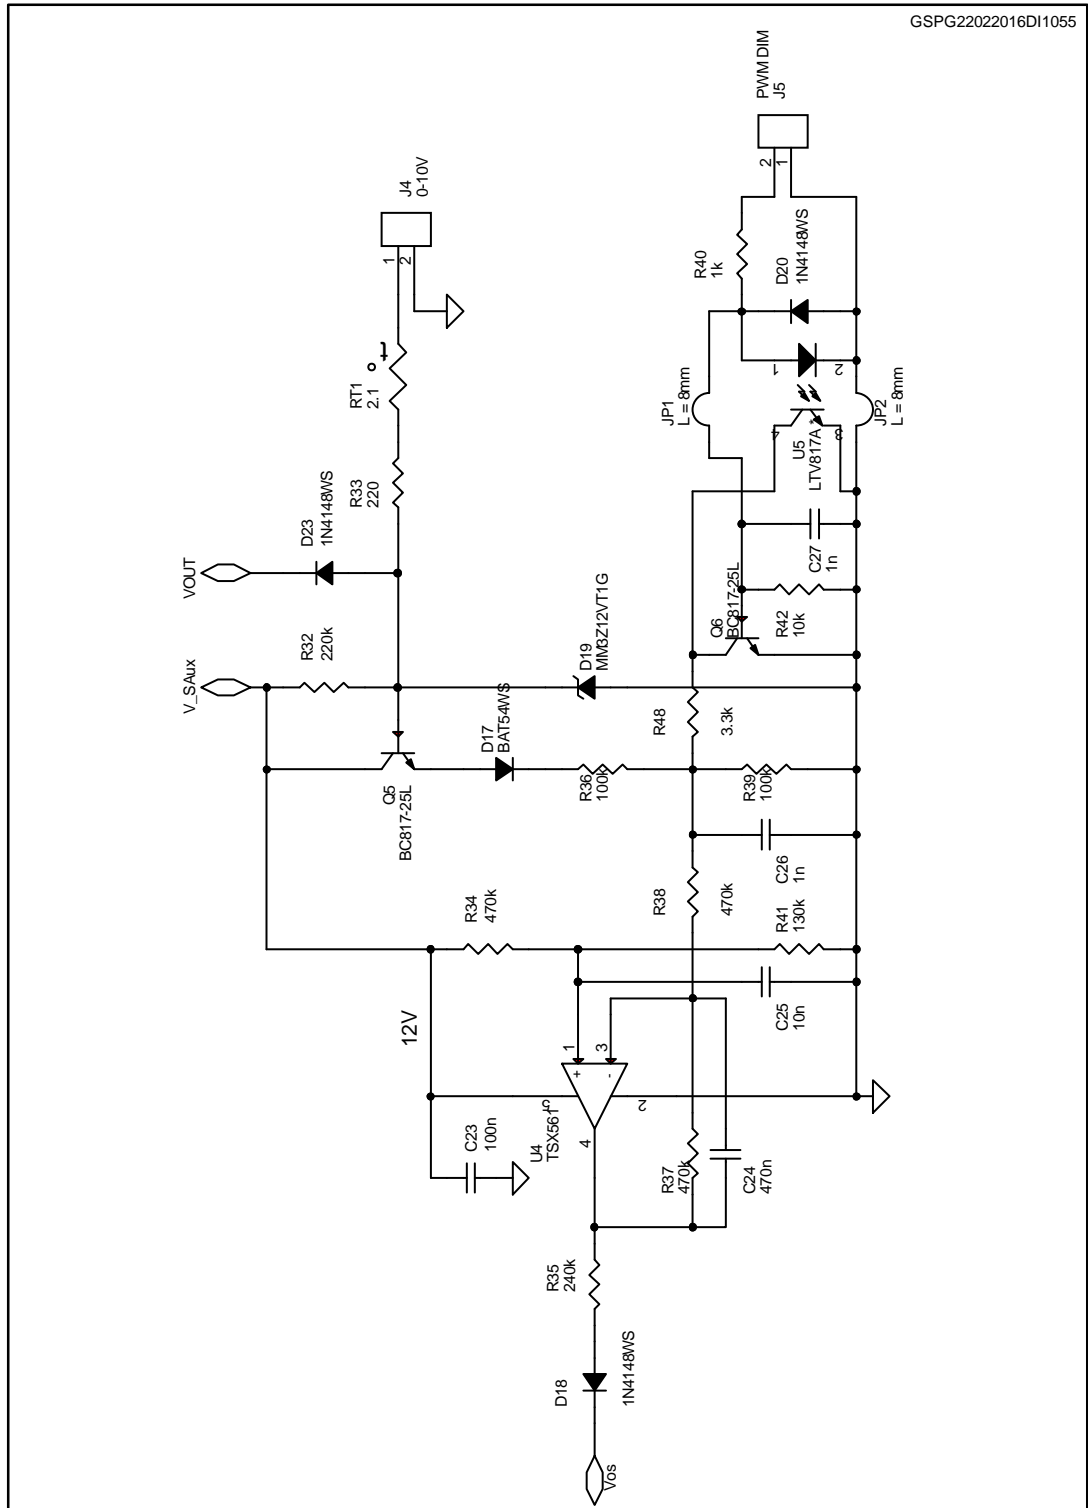 GSPG22022016DI1055
PWM DIM
J5
2
1
J4
0-10V
1
2
R40
1k
D20
1N4148WS
t
RT1
2.1
JP1
L = 8mm
1
2
JP2
L = 8mm
4
3
U5
LTV817A
*
R33
220
D23
1N4148WS
VOUT
C27
1n
Q6
BC817-25L
R42
10k
R32
220k
V_SAux
D19
MM3Z12VT1G
R48
3.3k
D17
BAT54WS
Q5
BC817-25L
R36
100k
R39
100k
C26
1n
R34
470k
R38
470k
R41
130k
C25
10n
12V
1
3
+
-
5
2
4
U4
TSX561
C23
100n
R37
470k
C24
470n
R35
240k
D18
1N4148WS
Vos